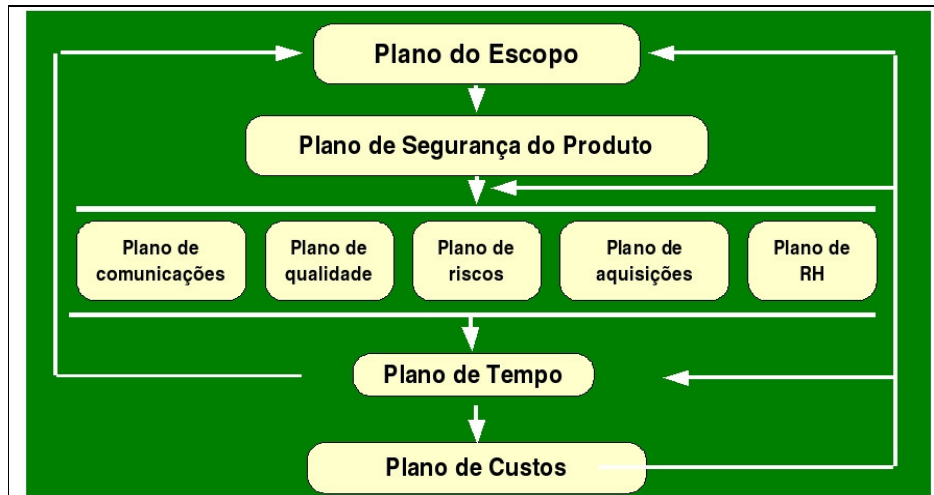 Plano do Escopo
Plano de Segurança do Produto
Plano de
comunicações
Plano de
qualidade
Plano de
riscos
Plano de
aquisições
Plano de
RH
Plano de Tempo
Plano de Custos